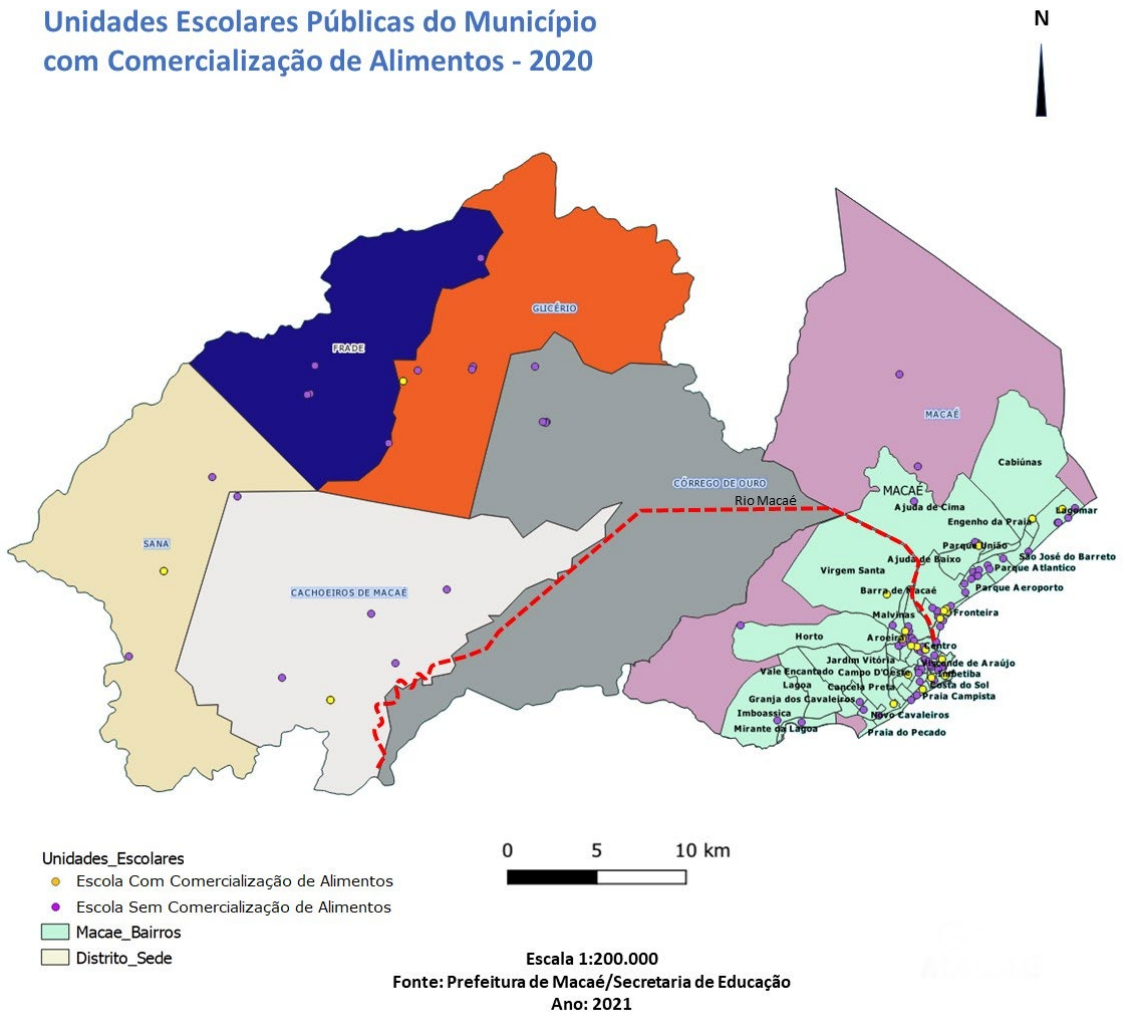 Unidades Escolares Públicas do Município
com Comercialização de Alimentos - 2020
N
GLICÉRIO
FRADE
MACAÉ
Cabiúnas
CÓRREGO DE OURO
MACAÉ
Rio Macaé
Ajuda de Cima
Lagomar
Engenho da Praia
SANA
Parque União
Ajuda de Baixo
São José do Barreto
Virgem Santa
Parque Atlantico
CACHOEIROS DE MACAÉ
Barra de Macaé
Parque Aeroporto
Malvinas
Fronteira
Horto
Aroeira
Centro
Jardim Vitória
Visconde de Araújo
Vale Encantado
Campo D'Oeste
Imbetiba
Lagoa
Cancela Preta
Costa do Sol
Granja dos Cavaleiros
Praia Campista
Imboassica
Novo Cavaleiros
Mirante da Lagoa
Praia do Pecado
Unidades_Escolares
Escola Com Comercialização de Alimentos
Escola Sem Comercialização de Alimentos
Macae_Bairros
Distrito_Sede
0 5 10 km
Escala 1:200.000
Fonte: Prefeitura de Macaé/Secretaria de Educação
Ano: 2021